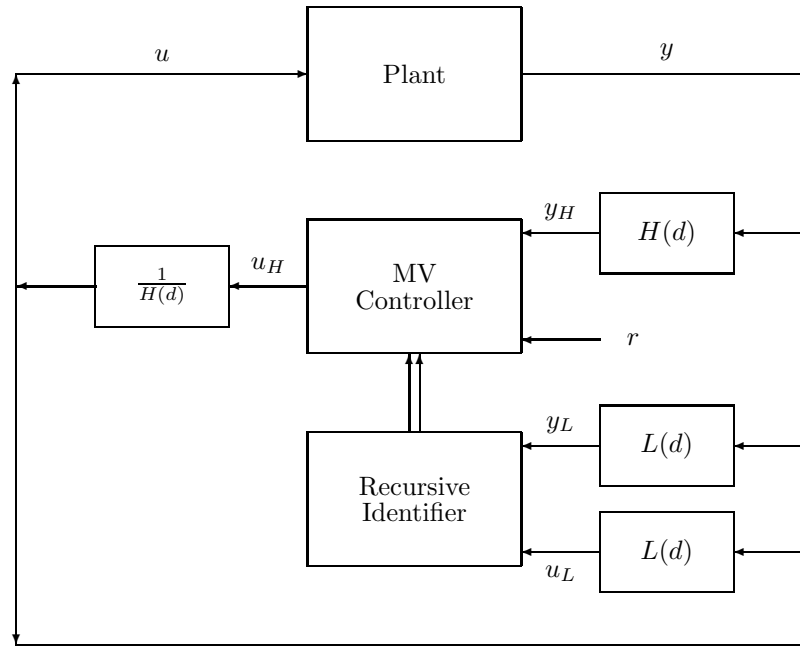 u
y
Plant
y_H
H(d)
u_H
MV
Controller
1/H(d)
r
y_L
L(d)
Recursive
Identifier
L(d)
u_L